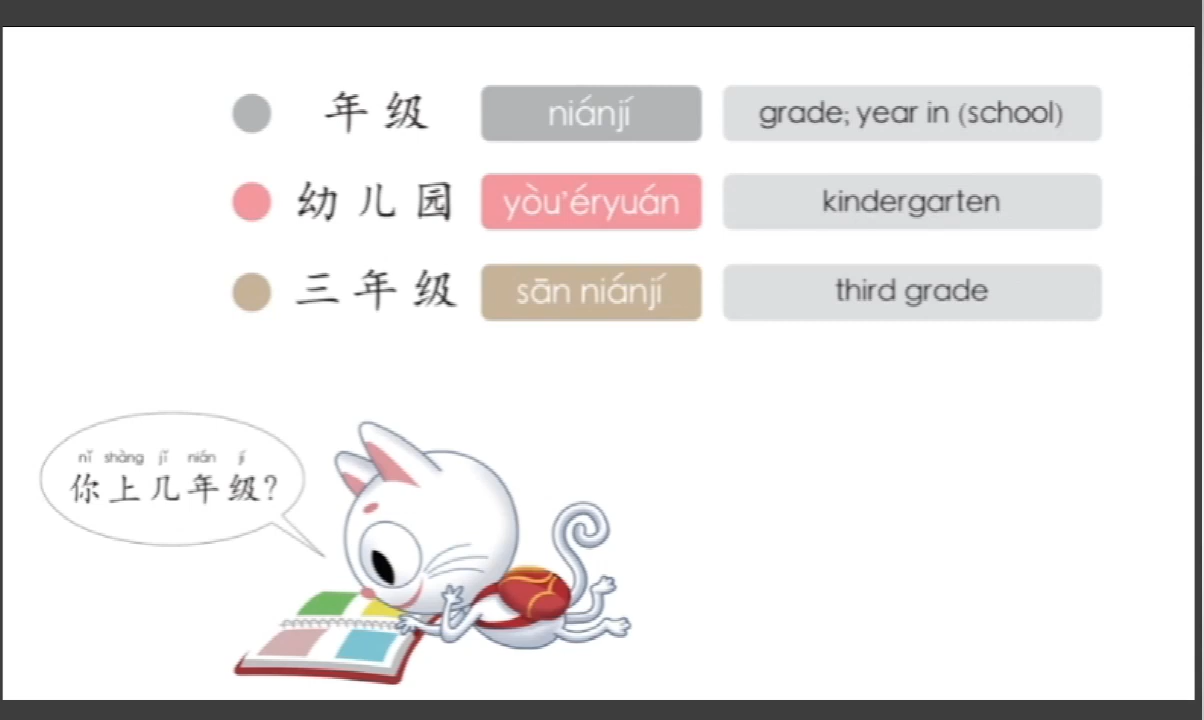 年级 niánjí grade; year in (school)
幼儿园 yòu'éryuán kindergarten
三年级 sān niánjí third grade
nǐ shàng jǐ nián jí
你上几年级?